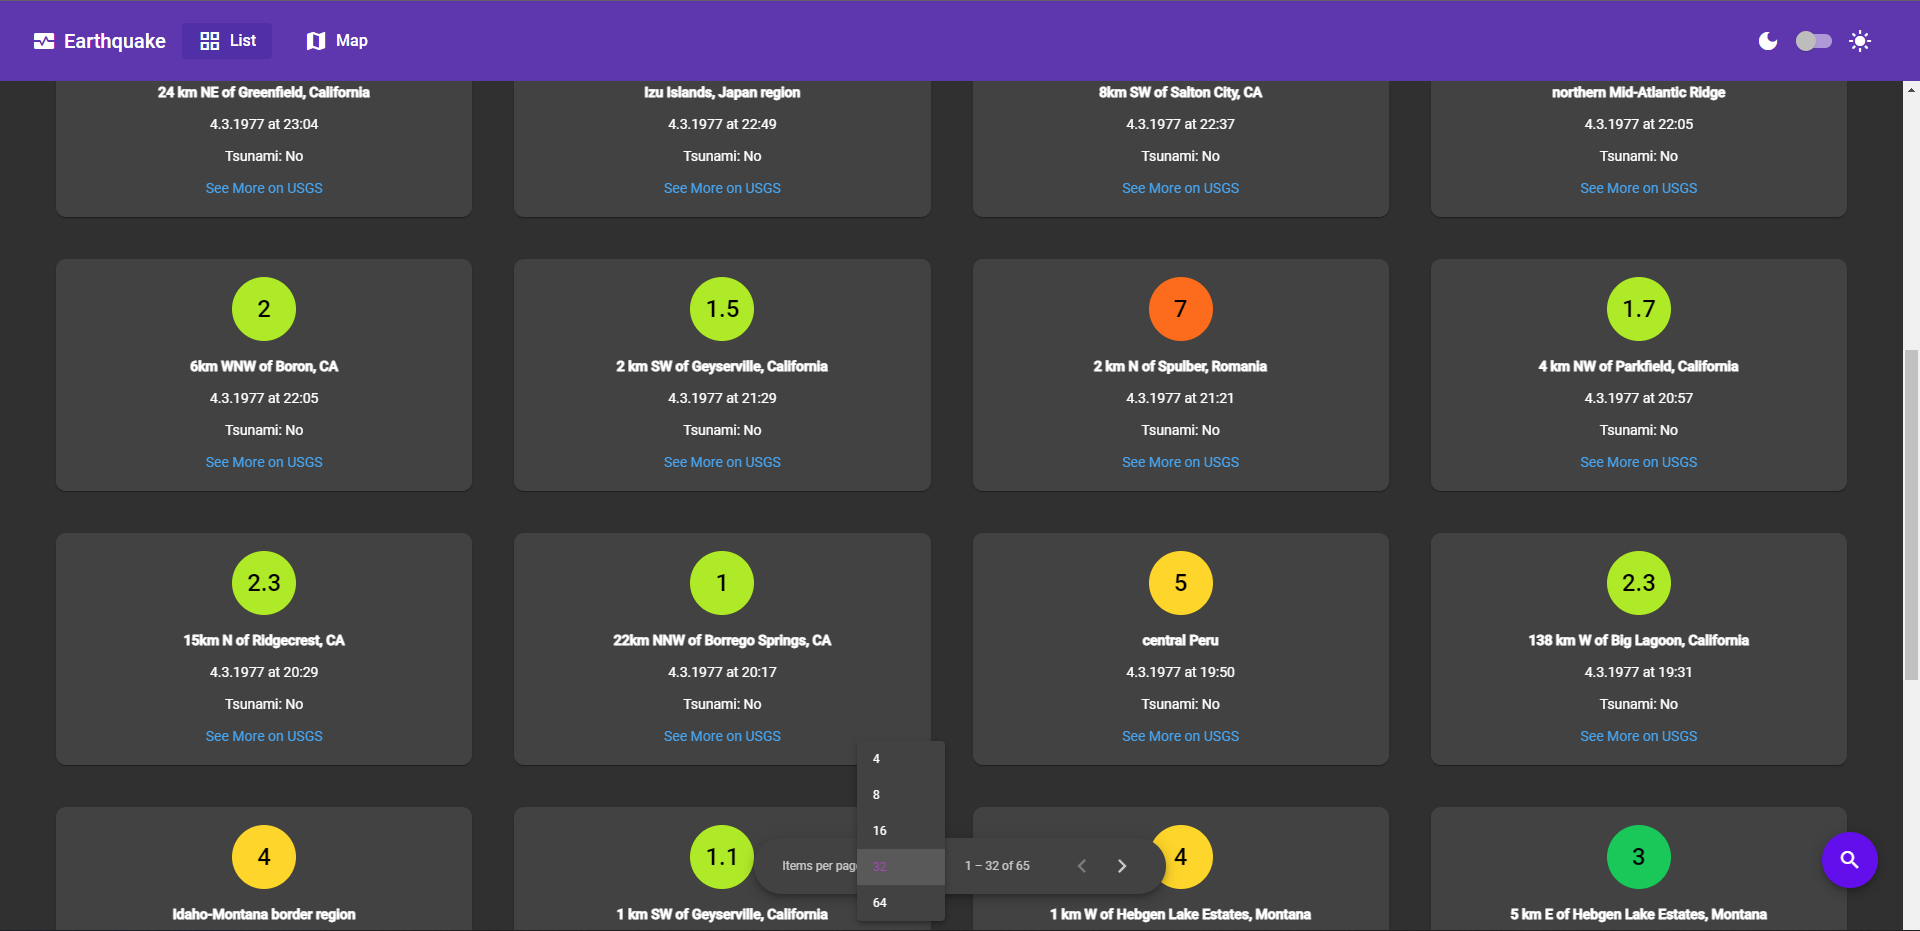 Earthquake List Map
24 km NE of Greenfield, California
4.3.1977 at 23:04
Tsunami: No
See More on USGS
Izu Islands, Japan region
4.3.1977 at 22:49
Tsunami: No
See More on USGS
8km SW of Salton City, CA
4.3.1977 at 22:37
Tsunami: No
See More on USGS
northern Mid-Atlantic Ridge
4.3.1977 at 22:05
Tsunami: No
See More on USGS
2
6km WNW of Boron, CA
4.3.1977 at 22:05
Tsunami: No
See More on USGS
1.5
2 km SW of Geyserville, California
4.3.1977 at 21:29
Tsunami: No
See More on USGS
7
2 km N of Spulber, Romania
4.3.1977 at 21:21
Tsunami: No
See More on USGS
1.7
4 km NW of Parkfield, California
4.3.1977 at 20:57
Tsunami: No
See More on USGS
2.3
15km N of Ridgecrest, CA
4.3.1977 at 20:29
Tsunami: No
See More on USGS
1
22km NNW of Borrego Springs, CA
4.3.1977 at 20:17
Tsunami: No
See More on USGS
5
central Peru
4.3.1977 at 19:50
Tsunami: No
See More on USGS
2.3
138 km W of Big Lagoon, California
4.3.1977 at 19:31
Tsunami: No
See More on USGS
4
Idaho-Montana border region
1.1
1 km SW of Geyserville, California
4
1 km W of Hebgen Lake Estates, Montana
3
5 km E of Hebgen Lake Estates, Montana
4
8
16
Items per pag 32 1 – 32 of 65
64